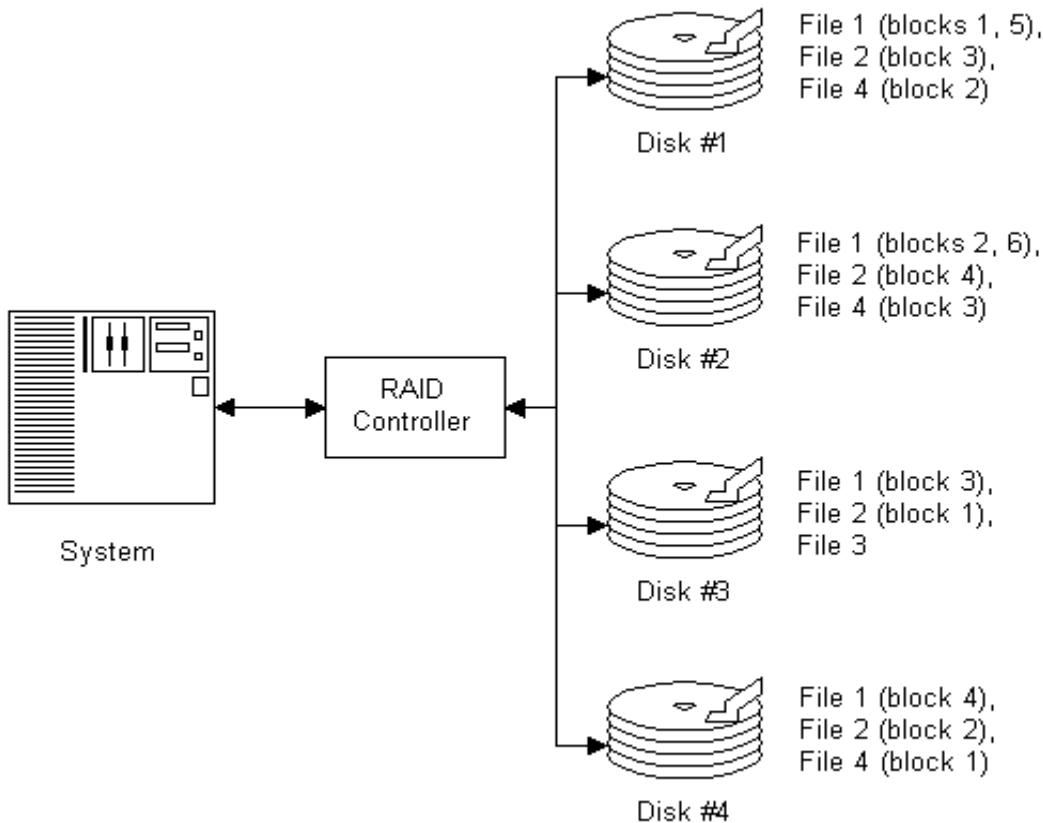 File 1 (blocks 1, 5),
File 2 (block 3),
File 4 (block 2)
Disk #1
File 1 (blocks 2, 6),
File 2 (block 4),
File 4 (block 3)
Disk #2
RAID
Controller
System
File 1 (block 3),
File 2 (block 1),
File 3
Disk #3
File 1 (block 4),
File 2 (block 2),
File 4 (block 1)
Disk #4